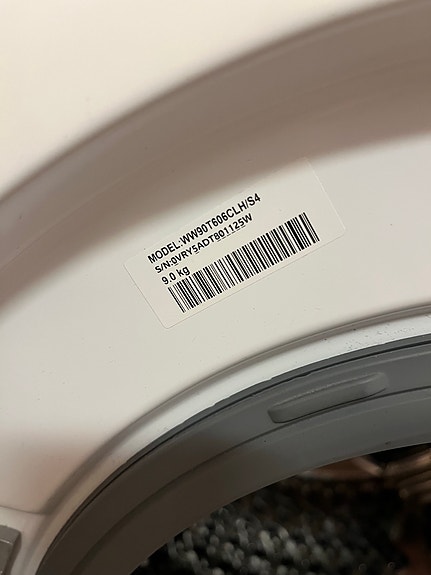 MODEL:WW90T606CLH/S4
S/N:0VRY5ADT801125W
9.0 kg